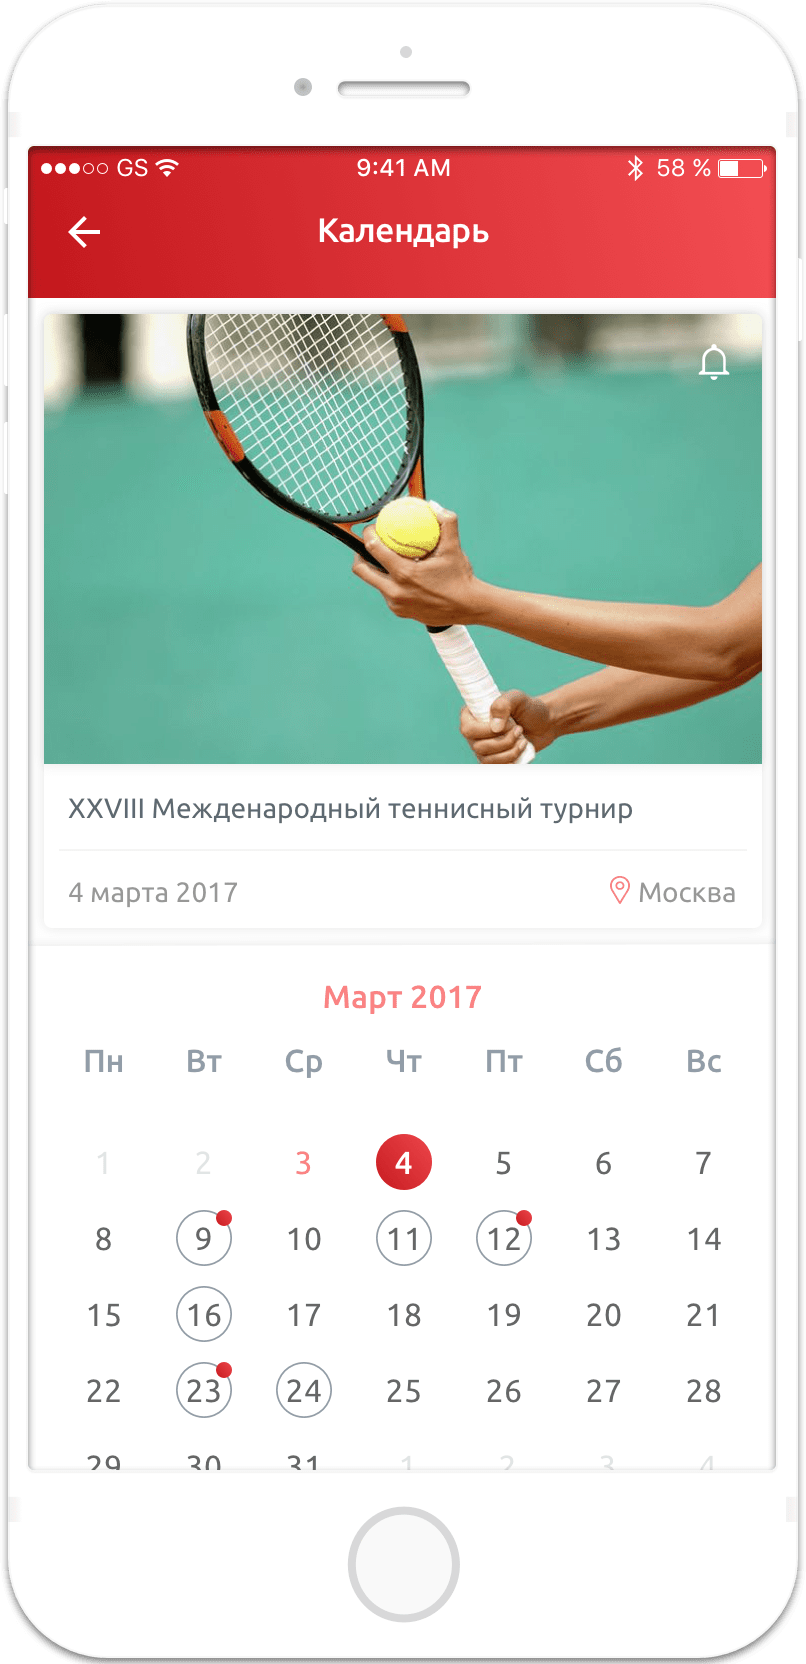 GS 9:41 AM 58 %
Календарь
XXVIII Межденародный теннисный турнир
4 марта 2017 Москва
Март 2017
Пн Вт Ср Чт Пт Сб Вс
1 2 3 4 5 6 7
8 9 10 11 12 13 14
15 16 17 18 19 20 21
22 23 24 25 26 27 28
29 30 31 1 2 3 4